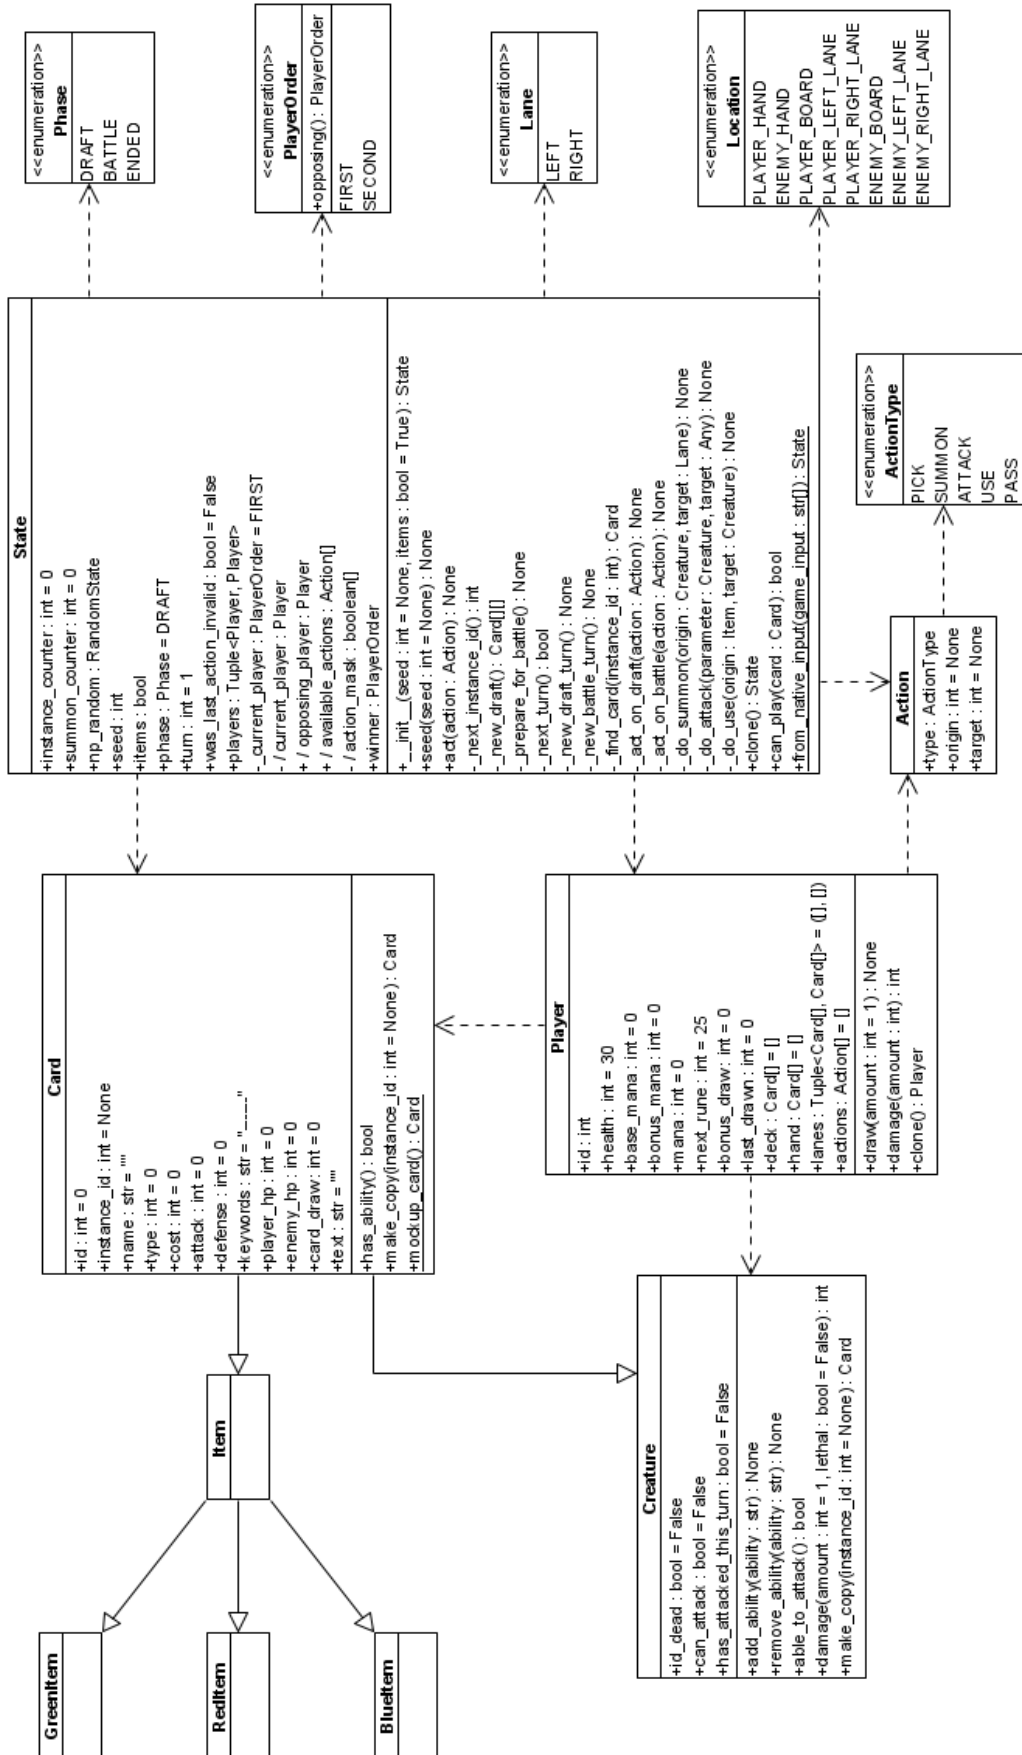 <<enumeration>>
Phase
DRAFT
BATTLE
ENDED
<<enumeration>>
PlayerOrder
+opposing() : PlayerOrder
FIRST
SECOND
<<enumeration>>
Lane
LEFT
RIGHT
<<enumeration>>
Location
PLAYER_HAND
ENEMY_HAND
PLAYER_BOARD
PLAYER_LEFT_LANE
PLAYER_RIGHT_LANE
ENEMY_BOARD
ENEMY_LEFT_LANE
ENEMY_RIGHT_LANE
State
+instance_counter : int = 0
+summon_counter : int = 0
+np_random : RandomState
+seed : int
+items : bool
+phase : Phase = DRAFT
+turn : int = 1
+was_last_action_invalid : bool = False
+players : Tuple<Player, Player>
-_current_player : PlayerOrder = FIRST
- / current_player : Player
+ / opposing_player : Player
+ / available_actions : Action[]
- / action_mask : boolean[]
+winner : PlayerOrder
+__init__(seed : int = None, items : bool = True) : State
+seed(seed : int = None) : None
+act(action : Action) : None
-_next_instance_id() : int
-_new_draft() : Card[][]
-_prepare_for_battle() : None
-_next_turn() : bool
-_new_draft_turn() : None
-_new_battle_turn() : None
-_find_card(instance_id : int) : Card
-_act_on_draft(action : Action) : None
-_act_on_battle(action : Action) : None
-_do_summon(origin : Creature, target : Lane) : None
-_do_attack(parameter : Creature, target : Any) : None
-_do_use(origin : Item, target : Creature) : None
+clone() : State
+can_play(card : Card) : bool
+from_native_input(game_input : str[]) : State
<<enumeration>>
ActionType
PICK
SUMMON
ATTACK
USE
PASS
Action
+type : ActionType
+origin : int = None
+target : int = None
Card
+id : int = 0
+instance_id : int = None
+name : str = ""
+type : int = 0
+cost : int = 0
+attack : int = 0
+defense : int = 0
+keywords : str = "------"
+player_hp : int = 0
+enemy_hp : int = 0
+card_draw : int = 0
+text : str = ""
+has_ability() : bool
+make_copy(instance_id : int = None) : Card
+mockup_card() : Card
Player
+id : int
+health : int = 30
+base_mana : int = 0
+bonus_mana : int = 0
+mana : int = 0
+next_rune : int = 25
+bonus_draw : int = 0
+last_drawn : int = 0
+deck : Card[] = []
+hand : Card[] = []
+lanes : Tuple<Card[], Card[]> = ([], [])
+actions : Action[] = []
+draw(amount : int = 1) : None
+damage(amount : int) : int
+clone() : Player
Item
Creature
+id_dead : bool = False
+can_attack : bool = False
+has_attacked_this_turn : bool = False
+add_ability(ability : str) : None
+remove_ability(ability : str) : None
+able_to_attack() : bool
+damage(amount : int = 1, lethal : bool = False) : int
+make_copy(instance_id : int = None) : Card
GreenItem
RedItem
BlueItem